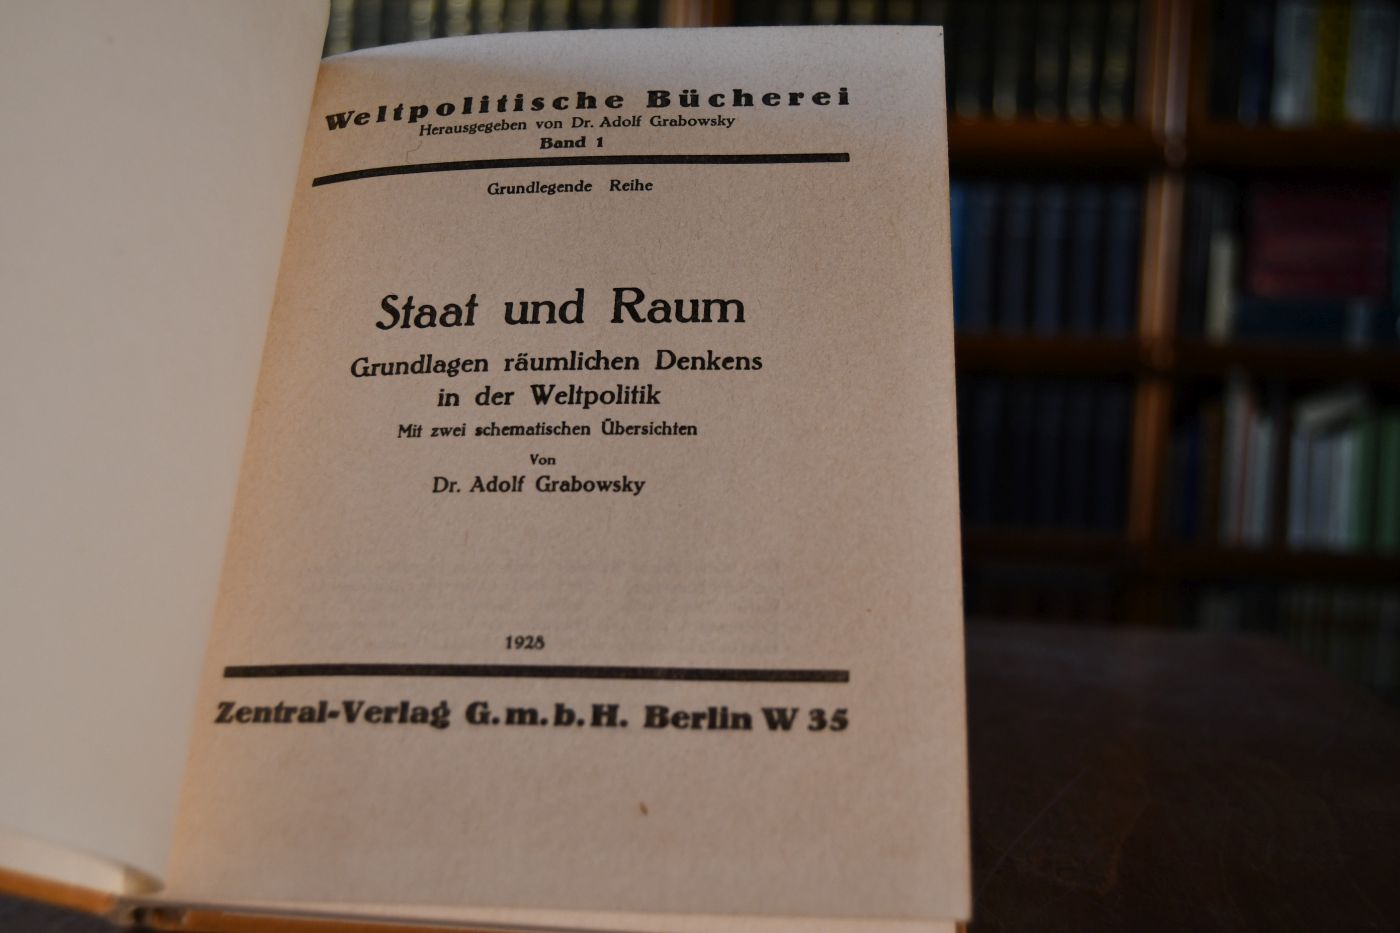 Weltpolitische Bücherei
Herausgegeben von Dr. Adolf Grabowsky
Band 1
Grundlegende Reihe
Staat und Raum
Grundlagen räumlichen Denkens
in der Weltpolitik
Mit zwei schematischen Übersichten
Von
Dr. Adolf Grabowsky
1928
Zentral-Verlag G.m.b.H. Berlin W 35